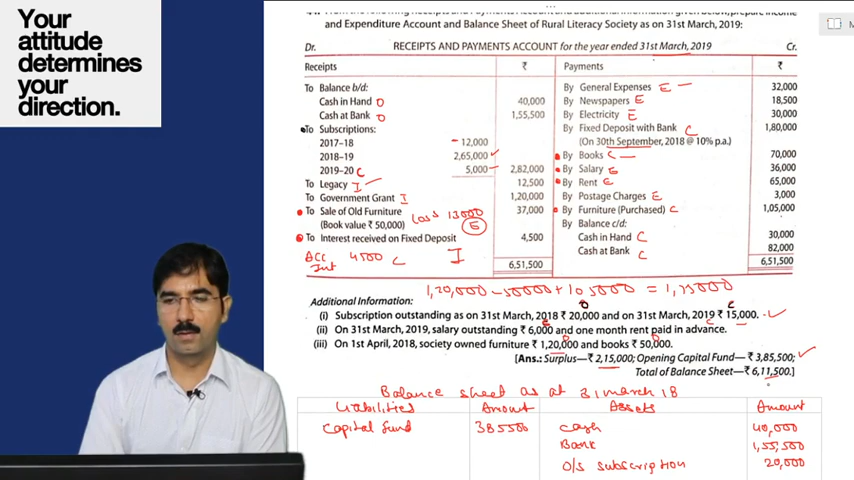 Your
attitude
determines
your
direction.
and Expenditure Account and Balance Sheet of Rural Literacy Society as on 31st March, 2019:
Dr. RECEIPTS AND PAYMENTS ACCOUNT for the year ended 31st March, 2019 Cr.
Receipts ₹ Payments ₹
To Balance b/d: By General Expenses E 32,000
Cash in Hand O 40,000 By Newspapers E 18,500
Cash at Bank O 1,55,500 By Electricity E 30,000
To Subscriptions: By Fixed Deposit with Bank C 1,80,000
2017-18 12,000 (On 30th September, 2018 @ 10% p.a.)
2018-19 2,65,000 By Books C 70,000
2019-20 C 5,000 2,82,000 By Salary E 36,000
To Legacy I 12,500 By Rent E 65,000
To Government Grant I 1,20,000 By Postage Charges E 3,000
To Sale of Old Furniture Loss 13000 37,000 By Furniture (Purchased) C 1,05,000
(Book value ₹ 50,000) E By Balance c/d:
To Interest received on Fixed Deposit 4,500 Cash in Hand C 30,000
Acc Int 4500 C I Cash at Bank C 82,000
6,51,500 6,51,500
1,20,000 - 50000 + 105000 = 1,75000
Additional Information:
(i) Subscription outstanding as on 31st March, 2018 ₹ 20,000 and on 31st March, 2019 ₹ 15,000.
(ii) On 31st March, 2019, salary outstanding ₹ 6,000 and one month rent paid in advance.
(iii) On 1st April, 2018, society owned furniture ₹ 1,20,000 and books ₹ 50,000.
[Ans.: Surplus—₹ 2,15,000; Opening Capital Fund—₹ 3,85,500;
Total of Balance Sheet—₹ 6,11,500.]
Balance sheet as at 31 march 18
Liabilities Amount Assets Amount
Capital fund 385500 Cash 40,000
Bank 1,55,500
O/s subscription 20,000